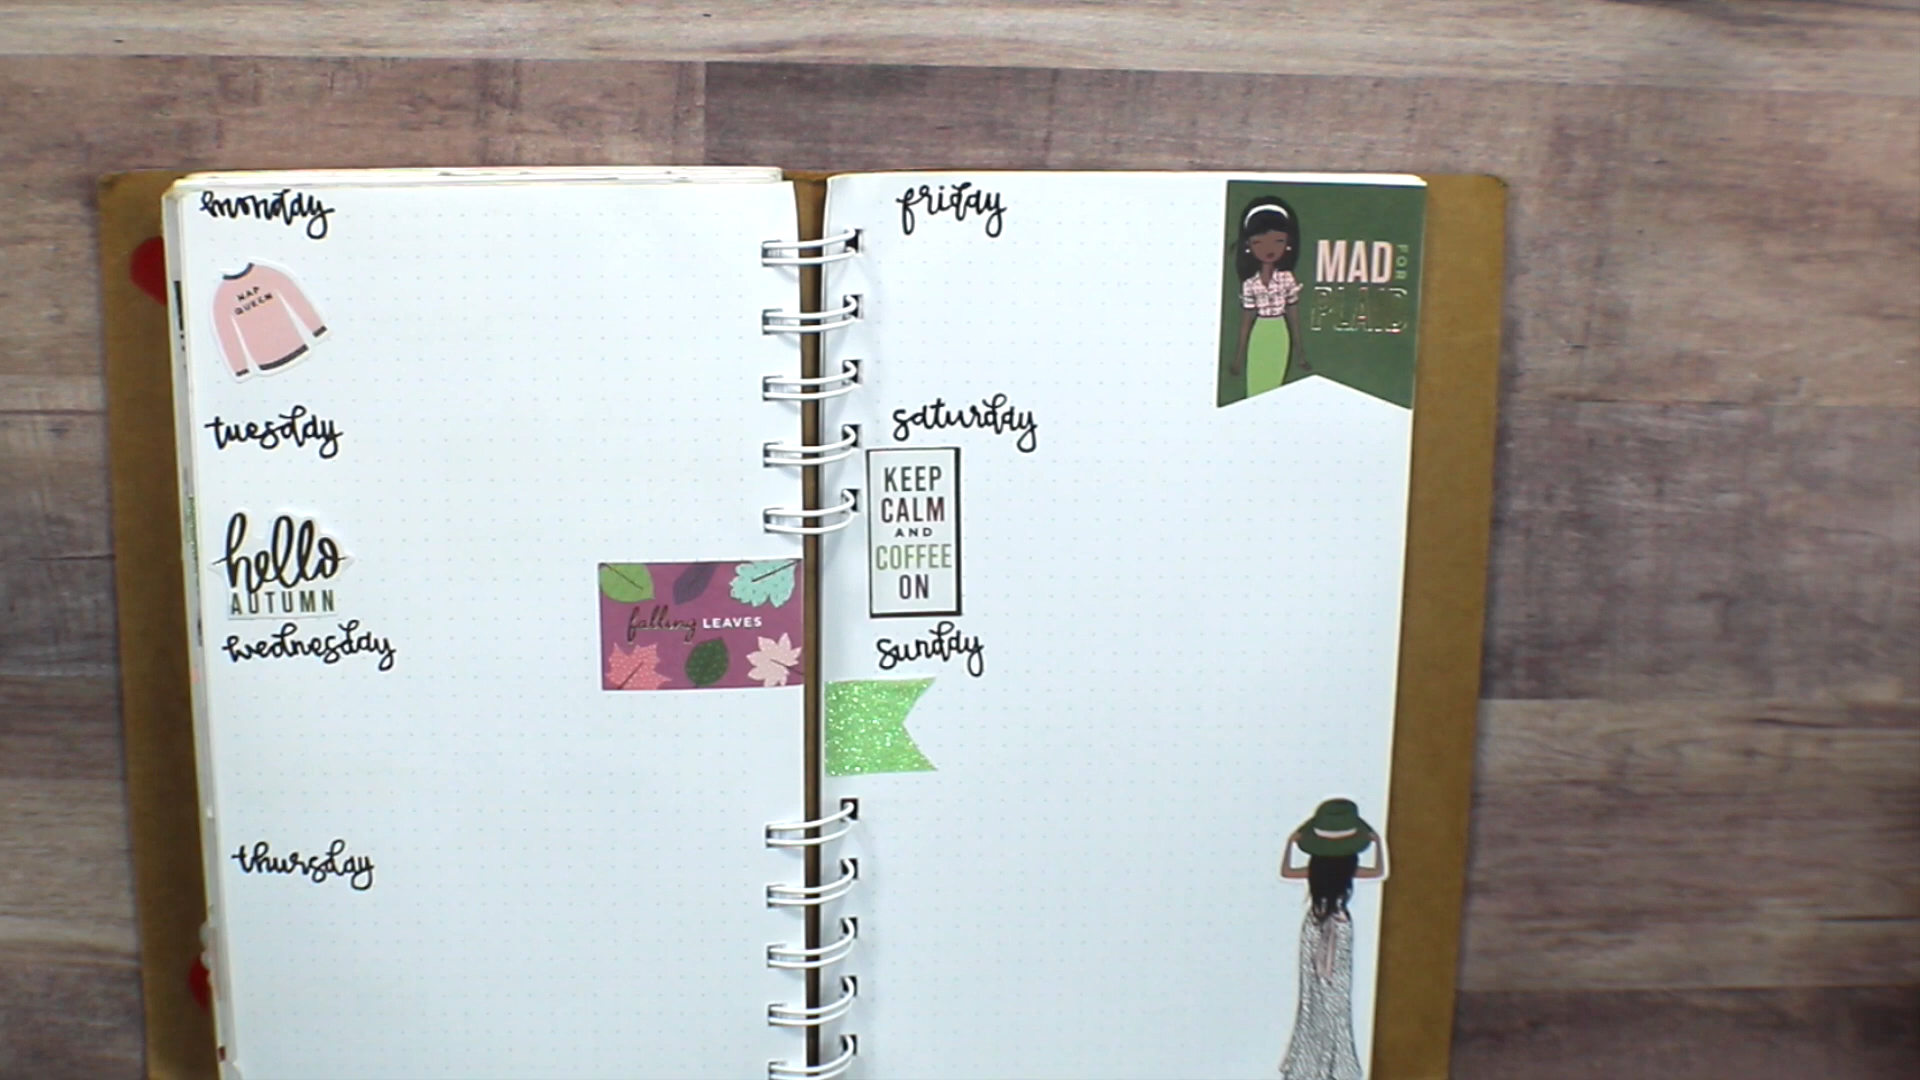 monday
NAP
QUEEN
tuesday
hello
AUTUMN
wednesday
falling LEAVES
thursday
friday
MAD FOR
PLAID
saturday
KEEP
CALM
AND
COFFEE
ON
sunday